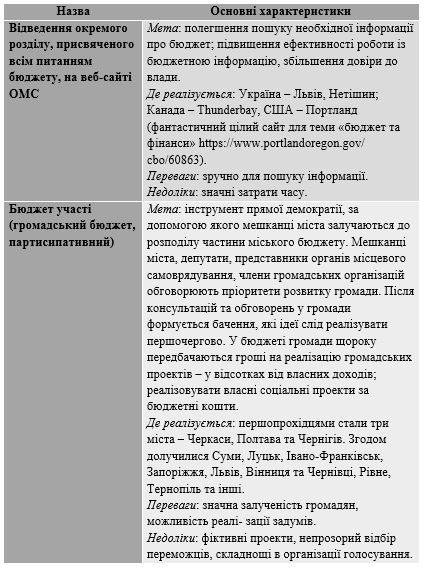 Назва
Основні характеристики
Відведення окремого
розділу, присвяченого
всім питанням
бюджету, на веб-сайті
ОМС
Мета: полегшення пошуку необхідної інформації
про бюджет; підвищення ефективності роботи із
бюджетною інформацію, збільшення довіри до
влади.
Де реалізується: Україна – Львів, Нетішин;
Канада – Thunderbay, США – Портланд
(фантастичний цілий сайт для теми «бюджет та
фінанси» https://www.portlandoregon.gov/
cbo/60863).
Переваги: зручно для пошуку інформації.
Недоліки: значні затрати часу.
Бюджет участі
(громадський бюджет,
партисипативний)
Мета: інструмент прямої демократії, за
допомогою якого мешканці міста залучаються до
розподілу частини міського бюджету. Мешканці
міста, депутати, представники органів місцевого
самоврядування, члени громадських організацій
обговорюють пріоритети розвитку громади. Після
консультацій та обговорень у громади
формується бачення, які ідеї слід реалізувати
першочергово. У бюджеті громади щороку
передбачаються гроші на реалізацію громадських
проектів – у відсотках від власних доходів;
реалізовувати власні соціальні проекти за
бюджетні кошти.
Де реалізується: першопрохідцями стали три
міста – Черкаси, Полтава та Чернігів. Згодом
долучилися Суми, Луцьк, Івано-Франківськ,
Запоріжжя, Львів, Вінниця та Чернівці, Рівне,
Тернопіль та інші.
Переваги: значна залученість громадян,
можливість реалі- зації задумів.
Недоліки: фіктивні проекти, непрозорий відбір
переможців, складнощі в організації голосування.